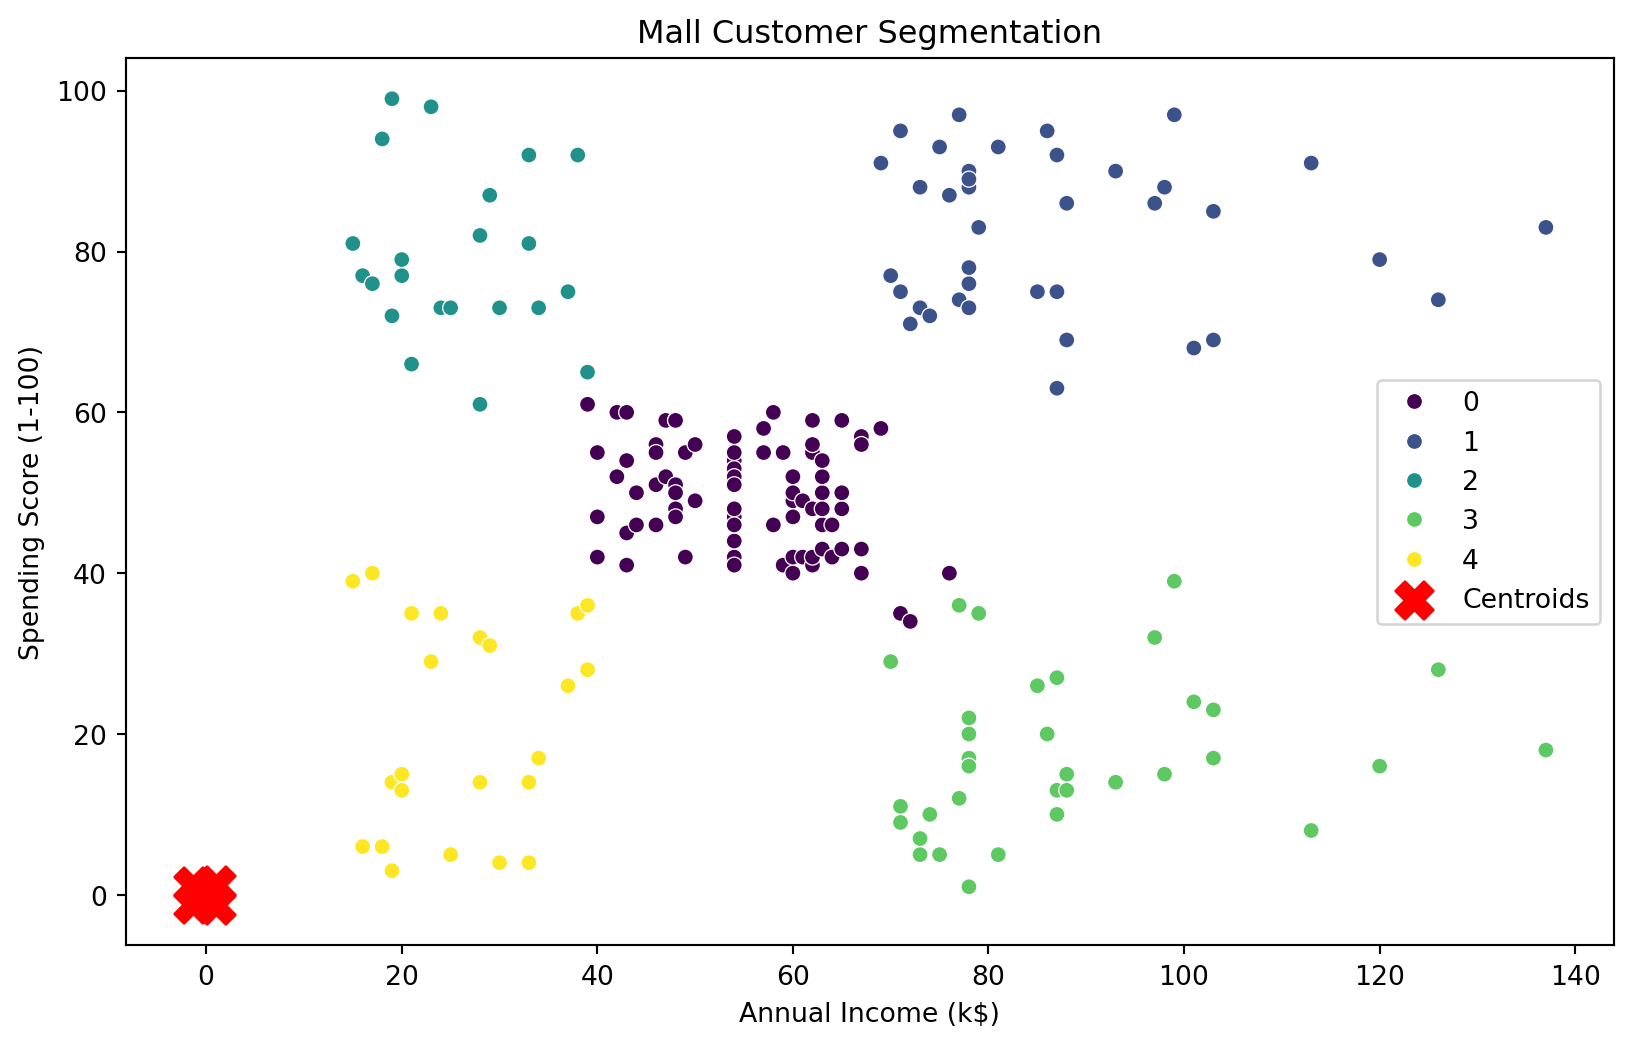 Mall Customer Segmentation
100
80
60
40
20
0
Spending Score (1-100)
0
1
2
3
4
Centroids
0 20 40 60 80 100 120 140
Annual Income (k$)